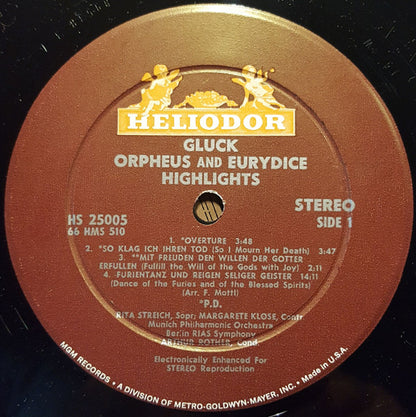 HELIODOR
GLUCK
ORPHEUS AND EURYDICE
HIGHLIGHTS
STEREO
HS 25005
SIDE 1
66 HMS 510
1. *OVERTURE 3:48
2. *SO KLAG ICH IHREN TOD (So I Mourn Her Death) 3:47
3. **MIT FREUDEN DEN WILLEN DER GOTTER
ERFULLEN (Fulfill the Will of the Gods with Joy) 2:11
4. FURIENTANZ UND REIGEN SELIGER GEISTER 14:11
(Dance of the Furies and of the Blessed Spirits)
(Arr. F. Mottl)
*P.D.
RITA STREICH, Sopr; MARGARETE KLOSE, Contr.
Munich Philharmonic Orchestra
Berlin RIAS Symphony
ARTHUR ROTHER, Cond.
Electronically Enhanced For
STEREO Reproduction
MGM RECORDS • A DIVISION OF METRO-GOLDWYN-MAYER, INC. • Made in U.S.A.